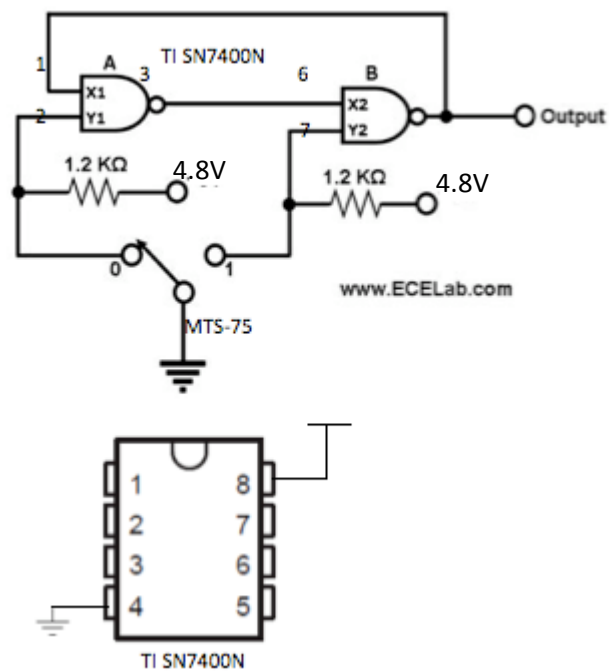 TI SN7400N
A
B
1
3
6
X1
Y1
2
X2
Y2
7
Output
1.2 KΩ
4.8V
1.2 KΩ
4.8V
0
1
www.ECELab.com
MTS-75
1 8
2 7
3 6
4 5
TI SN7400N